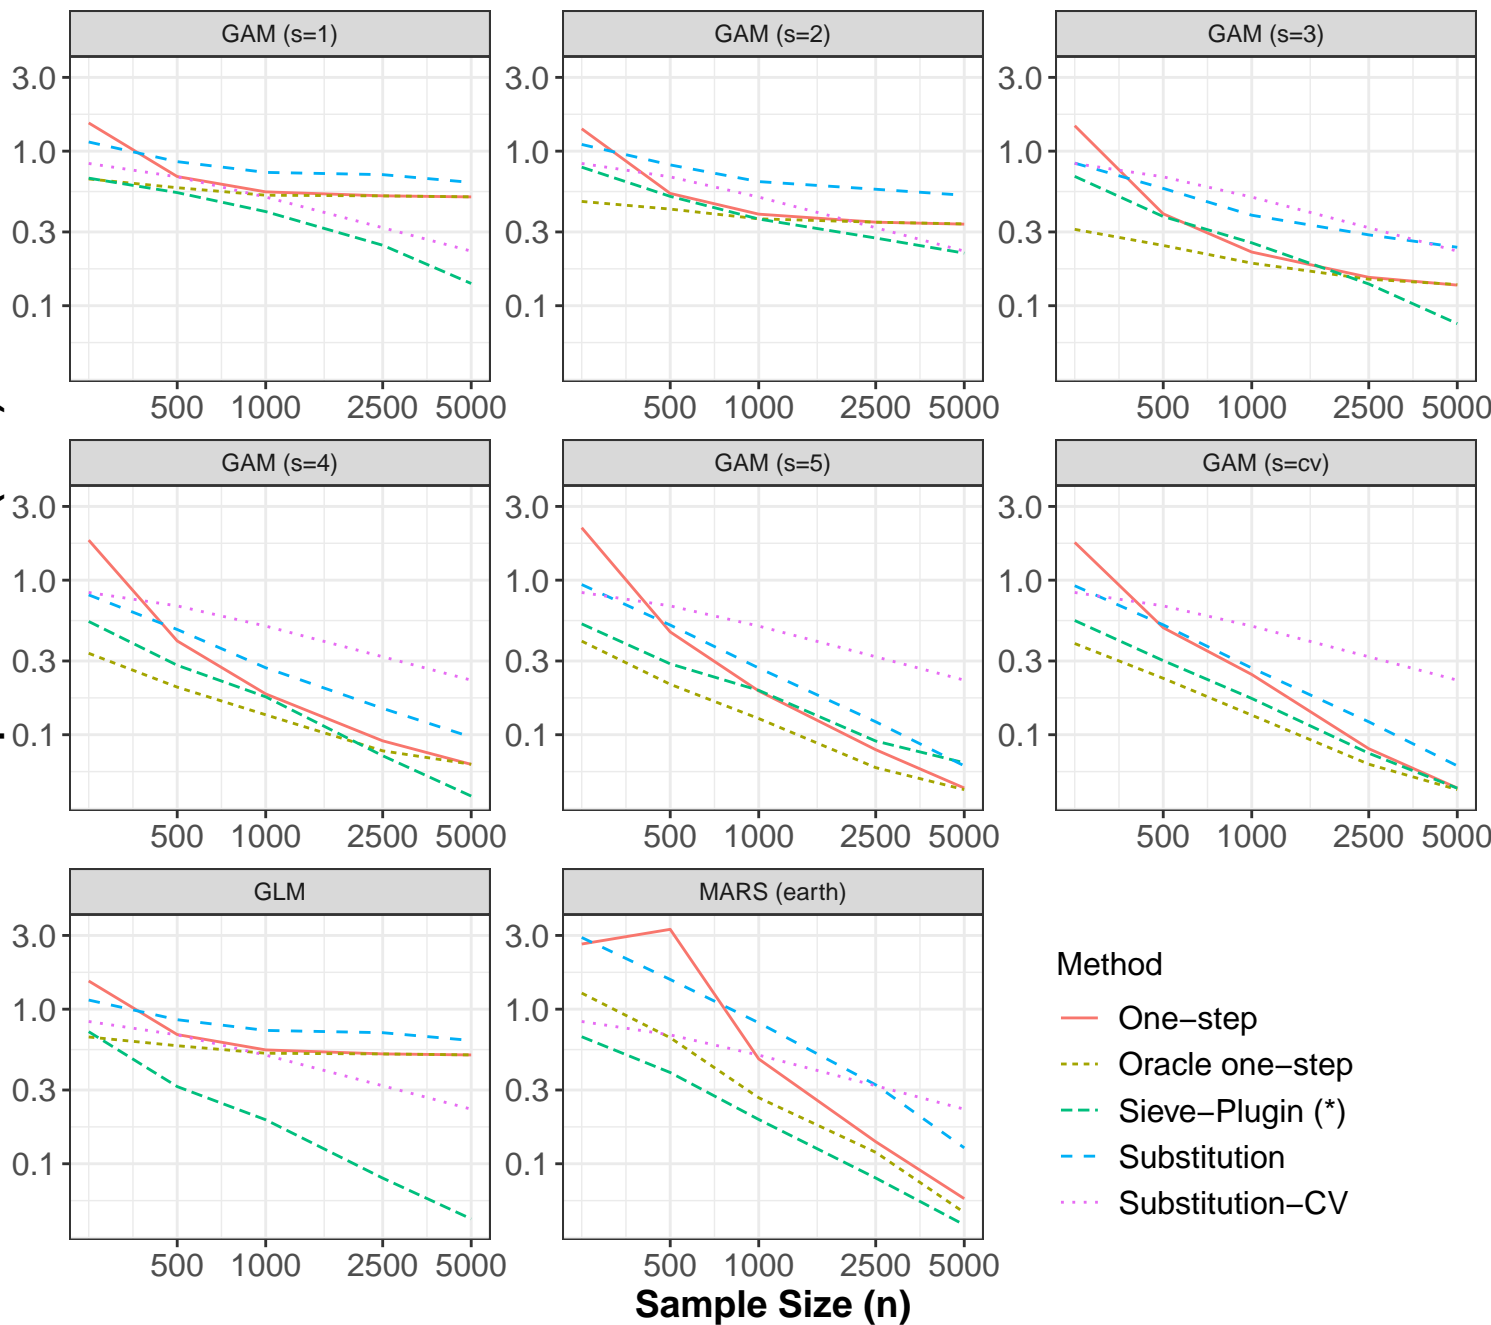 GAM (s=1) GAM (s=2) GAM (s=3)
3.0 3.0 3.0
1.0 1.0 1.0
0.3 0.3 0.3
0.1 0.1 0.1
500 1000 2500 5000 500 1000 2500 5000 500 1000 2500 5000
GAM (s=4) GAM (s=5) GAM (s=cv)
3.0 3.0 3.0
1.0 1.0 1.0
0.3 0.3 0.3
0.1 0.1 0.1
500 1000 2500 5000 500 1000 2500 5000 500 1000 2500 5000
GLM MARS (earth)
3.0 3.0
1.0 1.0
0.3 0.3
0.1 0.1
500 1000 2500 5000 500 1000 2500 5000
Sample Size (n)
Method
One−step
Oracle one−step
Sieve−Plugin (*)
Substitution
Substitution−CV